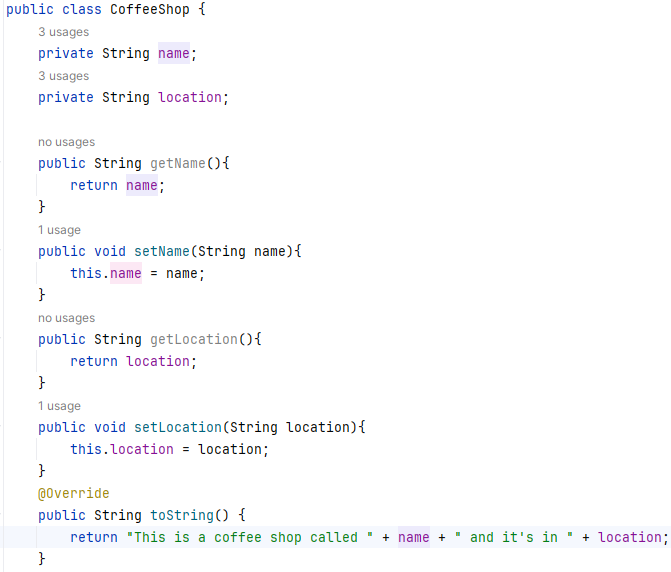 public class CoffeeShop {
3 usages
private String name;
3 usages
private String location;
no usages
public String getName(){
return name;
}
1 usage
public void setName(String name){
this.name = name;
}
no usages
public String getLocation(){
return location;
}
1 usage
public void setLocation(String location){
this.location = location;
}
@Override
public String toString() {
return "This is a coffee shop called " + name + " and it's in " + location;
}